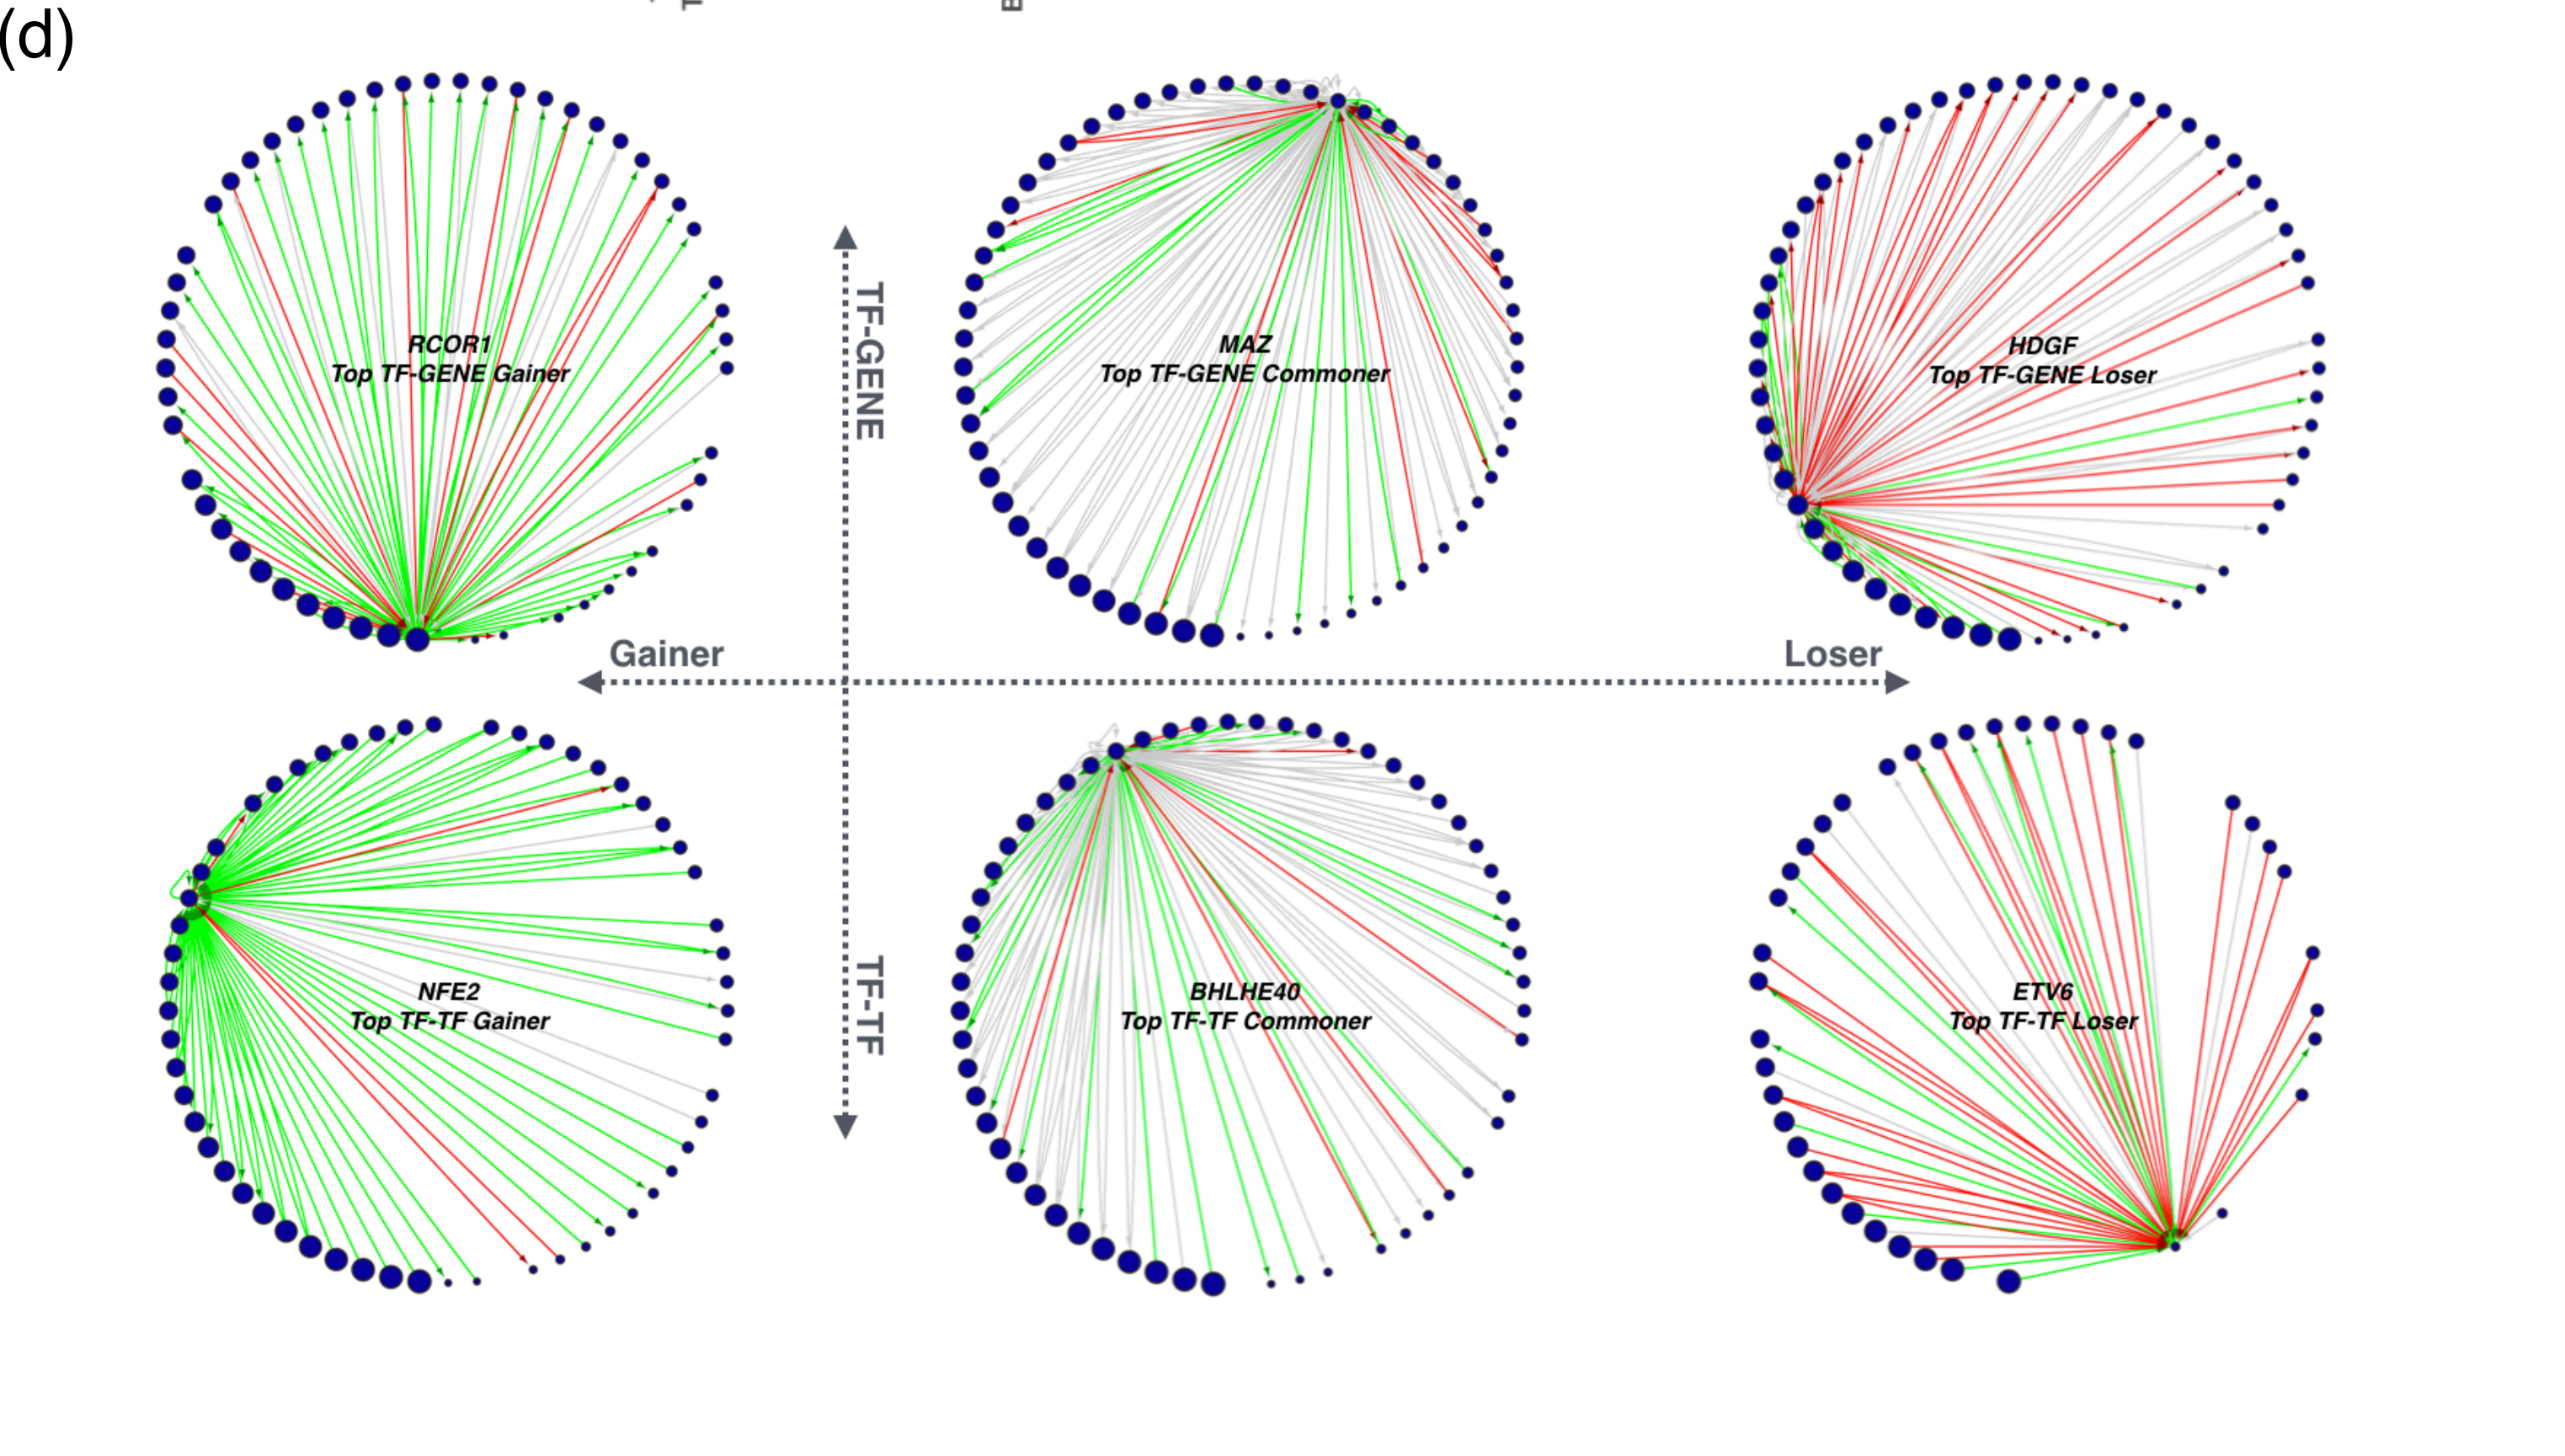 (d)
RCOR1
Top TF-GENE Gainer
MAZ
Top TF-GENE Commoner
HDGF
Top TF-GENE Loser
TF-GENE
Gainer
Loser
TF-TF
NFE2
Top TF-TF Gainer
BHLHE40
Top TF-TF Commoner
ETV6
Top TF-TF Loser